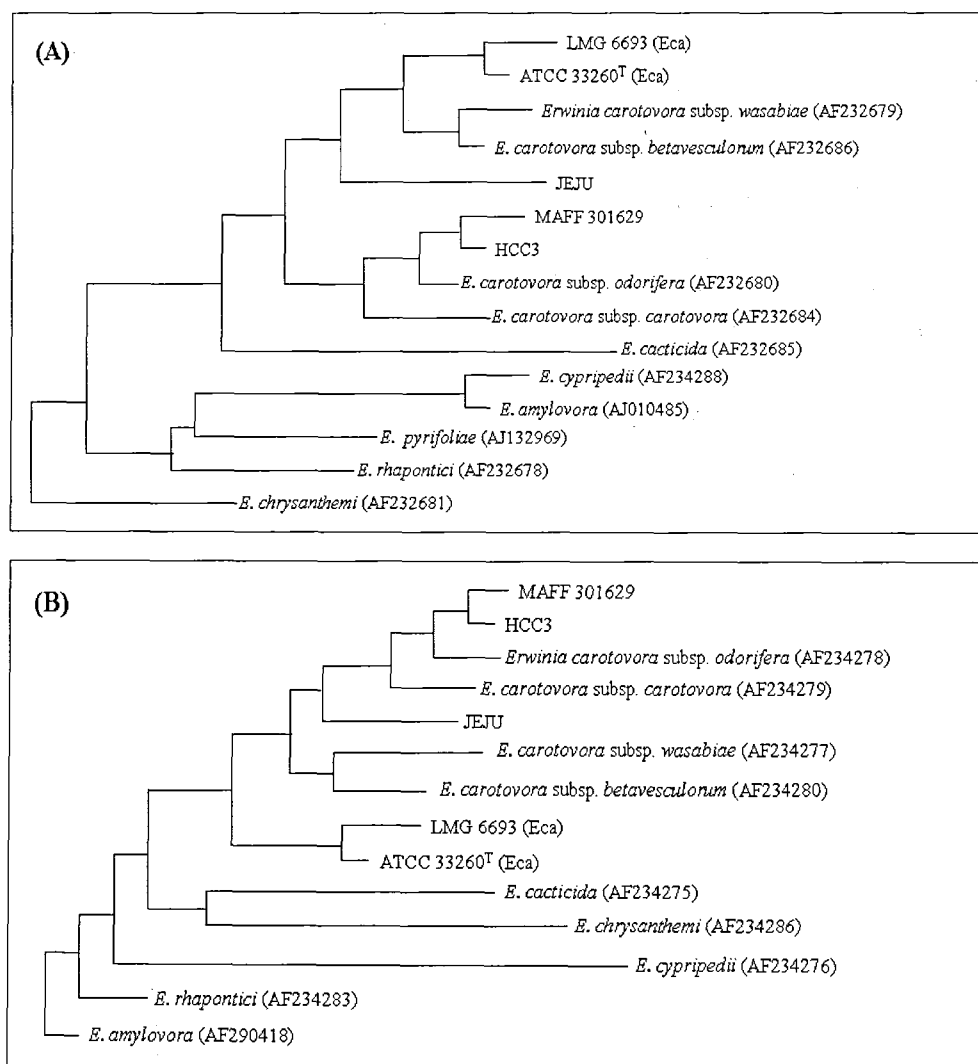 (A)
LMG 6693 (Eca)
ATCC 33260ᵀ (Eca)
Erwinia carotovora subsp. wasabiae (AF232679)
E. carotovora subsp. betavesculorum (AF232686)
JEJU
MAFF 301629
HCC3
E. carotovora subsp. odorifera (AF232680)
E. carotovora subsp. carotovora (AF232684)
E. cacticida (AF232685)
E. cypripedii (AF234288)
E. amylovora (AJ010485)
E. pyrifoliae (AJ132969)
E. rhapontici (AF232678)
E. chrysanthemi (AF232681)
(B)
MAFF 301629
HCC3
Erwinia carotovora subsp. odorifera (AF234278)
E. carotovora subsp. carotovora (AF234279)
JEJU
E. carotovora subsp. wasabiae (AF234277)
E. carotovora subsp. betavesculorum (AF234280)
LMG 6693 (Eca)
ATCC 33260ᵀ (Eca)
E. cacticida (AF234275)
E. chrysanthemi (AF234286)
E. cypripedii (AF234276)
E. rhapontici (AF234283)
E. amylovora (AF290418)